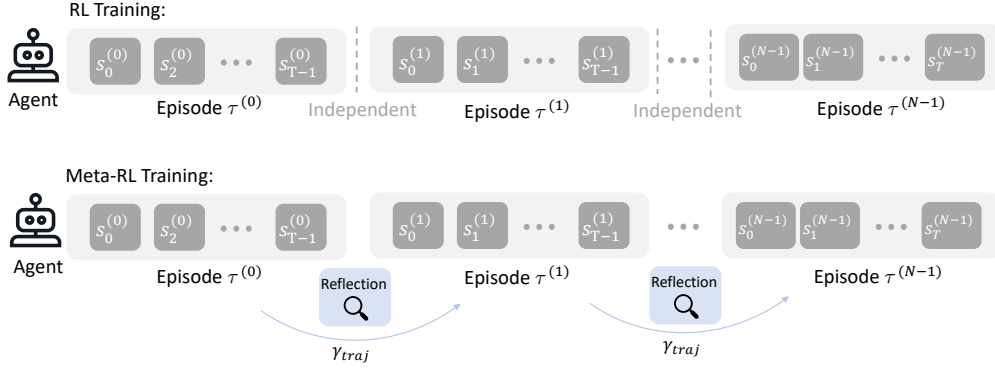 RL Training:
s_0^{(0)} s_2^{(0)} ••• s_{T−1}^{(0)} s_0^{(1)} s_1^{(1)} ••• s_{T−1}^{(1)} ••• s_0^{(N−1)} s_1^{(N−1)} ••• s_T^{(N−1)}
Agent Episode τ^{(0)} Independent Episode τ^{(1)} Independent Episode τ^{(N−1)}
Meta-RL Training:
s_0^{(0)} s_2^{(0)} ••• s_{T−1}^{(0)} s_0^{(1)} s_1^{(1)} ••• s_{T−1}^{(1)} ••• s_0^{(N−1)} s_1^{(N−1)} ••• s_T^{(N−1)}
Agent Episode τ^{(0)} Episode τ^{(1)} Episode τ^{(N−1)}
Reflection Reflection
γ_{traj} γ_{traj}